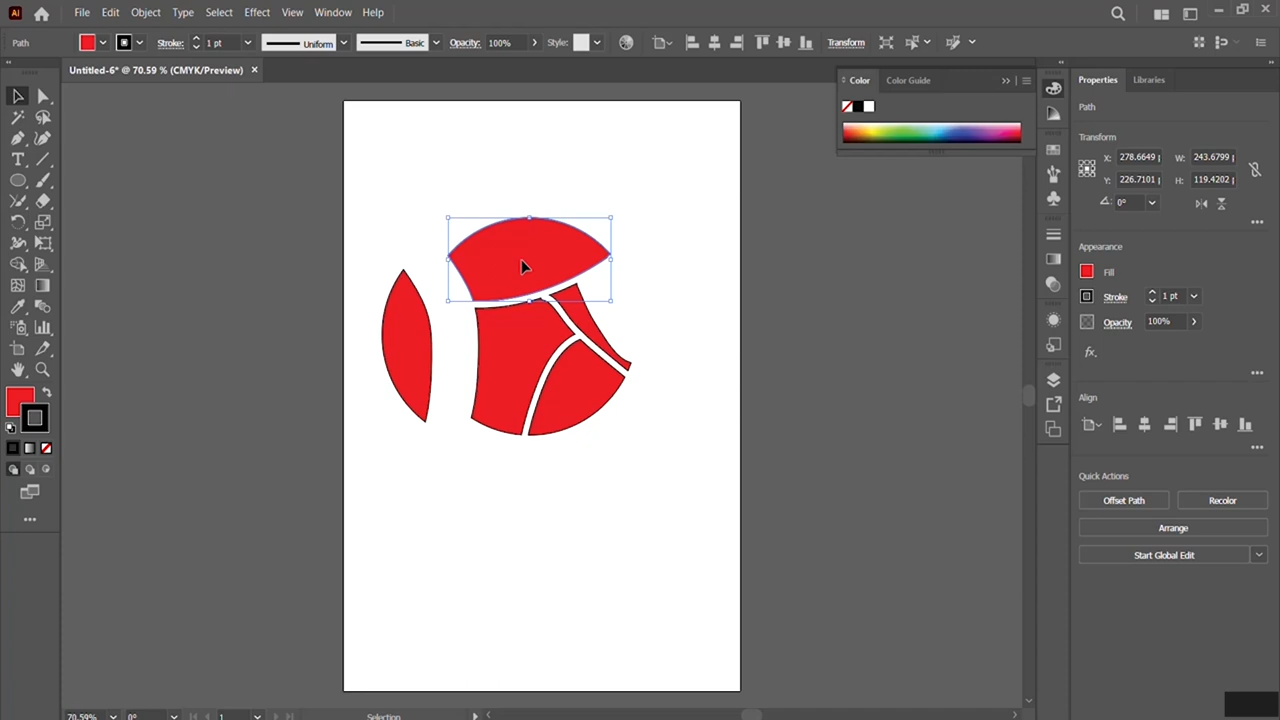 Ai File Edit Object Type Select Effect View Window Help
Path Stroke: 1 pt Uniform Basic Opacity: 100% Style: Transform
Untitled-6* @ 70.59 % (CMYK/Preview)
Color Color Guide
Properties Libraries
Path
Transform
X: 278.6649 p W: 243.6799 p
Y: 226.7101 p H: 119.4202 p
0°
Appearance
Fill
Stroke 1 pt
Opacity 100%
fx.
Align
Quick Actions
Offset Path Recolor
Arrange
Start Global Edit
70.59% 0° 1 Selection